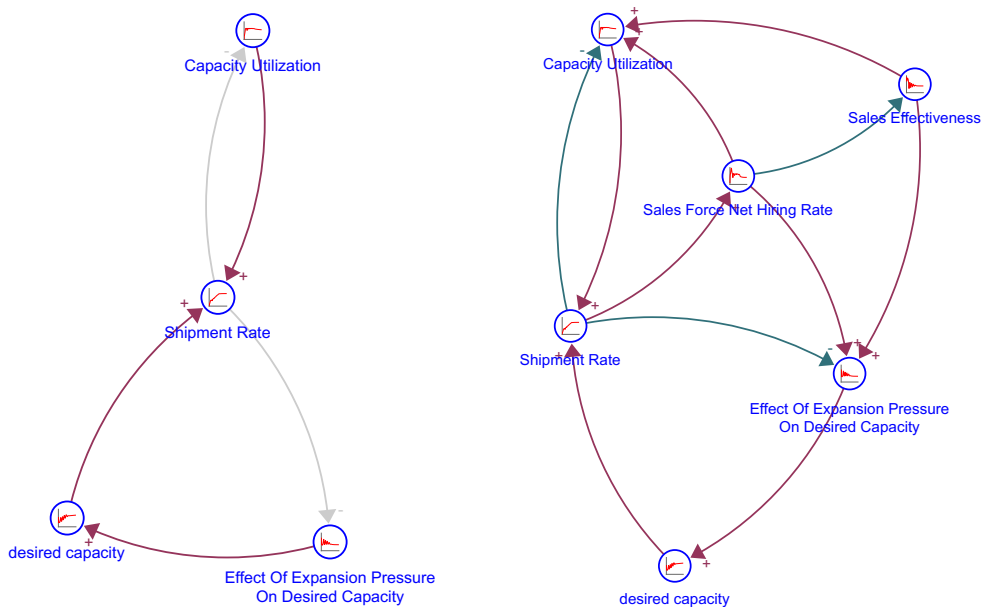 Capacity Utilization
-
+
+
Shipment Rate
-
desired capacity
+
Effect Of Expansion Pressure
On Desired Capacity
+
+
-
Capacity Utilization
Sales Effectiveness
Sales Force Net Hiring Rate
+
+
Shipment Rate
-
+
+
Effect Of Expansion Pressure
On Desired Capacity
+
desired capacity